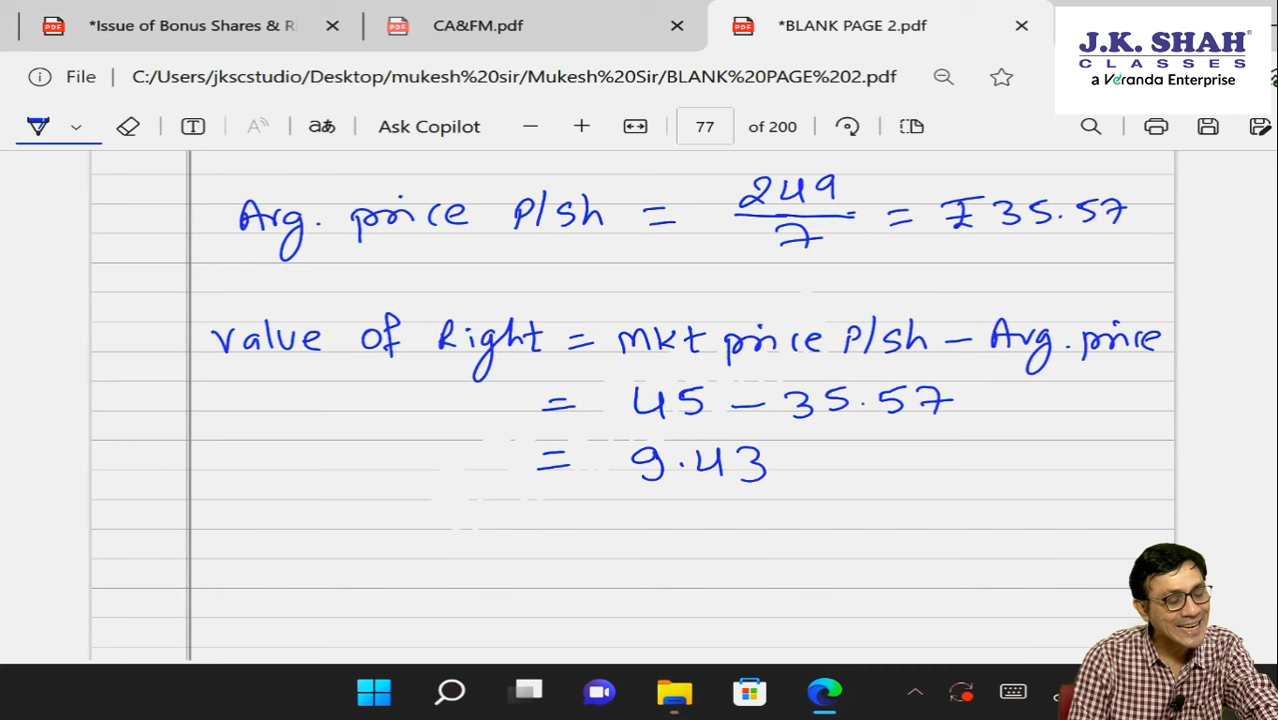 *Issue of Bonus Shares & Ri
CA&FM.pdf
*BLANK PAGE 2.pdf
J.K. SHAH
CLASSES
a Veranda Enterprise
File
C:/Users/jkscstudio/Desktop/mukesh%20sir/Mukesh%20Sir/BLANK%20PAGE%202.pdf
Ask Copilot
77 of 200
Avg. price P/sh = 249/7 = ₹35.57
Value of Right = mkt price P/sh - Avg. price
= 45 - 35.57
= 9.43